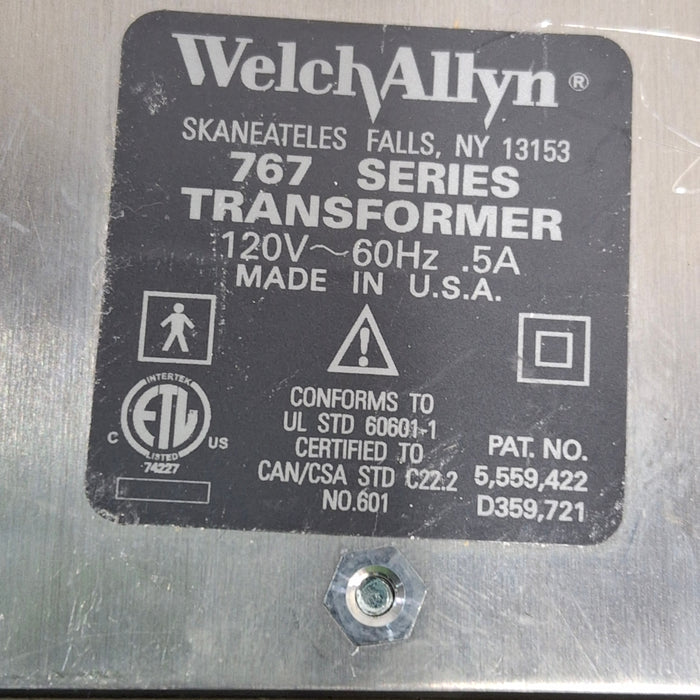 WelchAllyn®
SKANEATELES FALLS, NY 13153
767 SERIES
TRANSFORMER
120V~60Hz .5A
MADE IN U.S.A.
INTERTEK
ETL
C US
LISTED
74227
CONFORMS TO
UL STD 60601-1
CERTIFIED TO
CAN/CSA STD C22.2
NO.601
PAT. NO.
5,559,422
D359,721